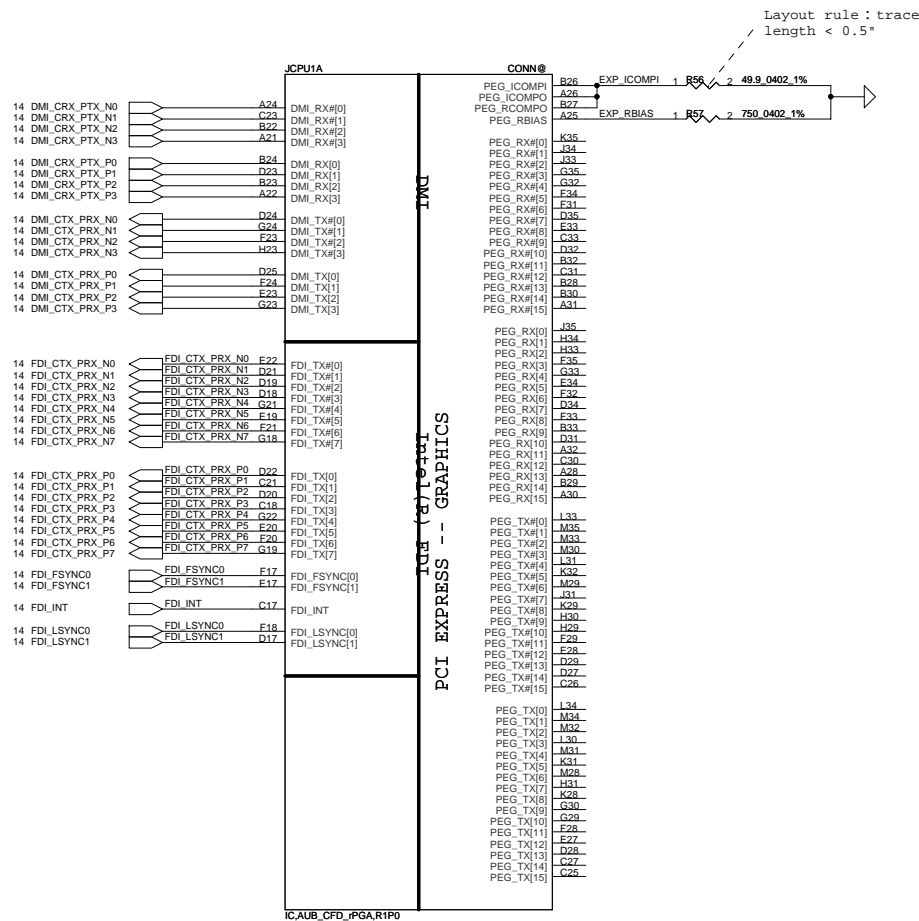 Layout rule：trace
length < 0.5"
JCPU1A
CONN@
14 DMI_CRX_PTX_N0 A24 DMI_RX#[0]
14 DMI_CRX_PTX_N1 C23 DMI_RX#[1]
14 DMI_CRX_PTX_N2 B22 DMI_RX#[2]
14 DMI_CRX_PTX_N3 A21 DMI_RX#[3]
14 DMI_CRX_PTX_P0 B24 DMI_RX[0]
14 DMI_CRX_PTX_P1 D23 DMI_RX[1]
14 DMI_CRX_PTX_P2 B23 DMI_RX[2]
14 DMI_CRX_PTX_P3 A22 DMI_RX[3]
14 DMI_CTX_PRX_N0 D24 DMI_TX#[0]
14 DMI_CTX_PRX_N1 G24 DMI_TX#[1]
14 DMI_CTX_PRX_N2 F23 DMI_TX#[2]
14 DMI_CTX_PRX_N3 H23 DMI_TX#[3]
14 DMI_CTX_PRX_P0 D25 DMI_TX[0]
14 DMI_CTX_PRX_P1 F24 DMI_TX[1]
14 DMI_CTX_PRX_P2 E23 DMI_TX[2]
14 DMI_CTX_PRX_P3 G23 DMI_TX[3]
DMI
14 FDI_CTX_PRX_N0 FDI_CTX_PRX_N0 E22 FDI_TX#[0]
14 FDI_CTX_PRX_N1 FDI_CTX_PRX_N1 D21 FDI_TX#[1]
14 FDI_CTX_PRX_N2 FDI_CTX_PRX_N2 D19 FDI_TX#[2]
14 FDI_CTX_PRX_N3 FDI_CTX_PRX_N3 D18 FDI_TX#[3]
14 FDI_CTX_PRX_N4 FDI_CTX_PRX_N4 G21 FDI_TX#[4]
14 FDI_CTX_PRX_N5 FDI_CTX_PRX_N5 E19 FDI_TX#[5]
14 FDI_CTX_PRX_N6 FDI_CTX_PRX_N6 F21 FDI_TX#[6]
14 FDI_CTX_PRX_N7 FDI_CTX_PRX_N7 G18 FDI_TX#[7]
14 FDI_CTX_PRX_P0 FDI_CTX_PRX_P0 D22 FDI_TX[0]
14 FDI_CTX_PRX_P1 FDI_CTX_PRX_P1 C21 FDI_TX[1]
14 FDI_CTX_PRX_P2 FDI_CTX_PRX_P2 D20 FDI_TX[2]
14 FDI_CTX_PRX_P3 FDI_CTX_PRX_P3 C18 FDI_TX[3]
14 FDI_CTX_PRX_P4 FDI_CTX_PRX_P4 G22 FDI_TX[4]
14 FDI_CTX_PRX_P5 FDI_CTX_PRX_P5 E20 FDI_TX[5]
14 FDI_CTX_PRX_P6 FDI_CTX_PRX_P6 F20 FDI_TX[6]
14 FDI_CTX_PRX_P7 FDI_CTX_PRX_P7 G19 FDI_TX[7]
14 FDI_FSYNC0 FDI_FSYNC0 F17 FDI_FSYNC[0]
14 FDI_FSYNC1 FDI_FSYNC1 E17 FDI_FSYNC[1]
14 FDI_INT FDI_INT C17 FDI_INT
14 FDI_LSYNC0 FDI_LSYNC0 F18 FDI_LSYNC[0]
14 FDI_LSYNC1 FDI_LSYNC1 D17 FDI_LSYNC[1]
Intel(R) FDI
PCI EXPRESS -- GRAPHICS
PEG_ICOMPI B26 EXP_ICOMPI 1 R56 2 49.9_0402_1%
PEG_ICOMPO A26
PEG_RCOMPO B27
PEG_RBIAS A25 EXP_RBIAS 1 R57 2 750_0402_1%
PEG_RX#[0] K35
PEG_RX#[1] J34
PEG_RX#[2] J33
PEG_RX#[3] G35
PEG_RX#[4] G32
PEG_RX#[5] F34
PEG_RX#[6] F31
PEG_RX#[7] D35
PEG_RX#[8] E33
PEG_RX#[9] C33
PEG_RX#[10] D32
PEG_RX#[11] B32
PEG_RX#[12] C31
PEG_RX#[13] B28
PEG_RX#[14] B30
PEG_RX#[15] A31
PEG_RX[0] J35
PEG_RX[1] H34
PEG_RX[2] H33
PEG_RX[3] F35
PEG_RX[4] G33
PEG_RX[5] E34
PEG_RX[6] F32
PEG_RX[7] D34
PEG_RX[8] F33
PEG_RX[9] B33
PEG_RX[10] D31
PEG_RX[11] A32
PEG_RX[12] C30
PEG_RX[13] A28
PEG_RX[14] B29
PEG_RX[15] A30
PEG_TX#[0] L33
PEG_TX#[1] M35
PEG_TX#[2] M33
PEG_TX#[3] M30
PEG_TX#[4] L31
PEG_TX#[5] K32
PEG_TX#[6] M29
PEG_TX#[7] J31
PEG_TX#[8] K29
PEG_TX#[9] H30
PEG_TX#[10] H29
PEG_TX#[11] F29
PEG_TX#[12] E28
PEG_TX#[13] D29
PEG_TX#[14] D27
PEG_TX#[15] C26
PEG_TX[0] L34
PEG_TX[1] M34
PEG_TX[2] M32
PEG_TX[3] L30
PEG_TX[4] M31
PEG_TX[5] K31
PEG_TX[6] M28
PEG_TX[7] H31
PEG_TX[8] K28
PEG_TX[9] G30
PEG_TX[10] G29
PEG_TX[11] F28
PEG_TX[12] E27
PEG_TX[13] D28
PEG_TX[14] C27
PEG_TX[15] C25
IC,AUB_CFD_rPGA,R1P0